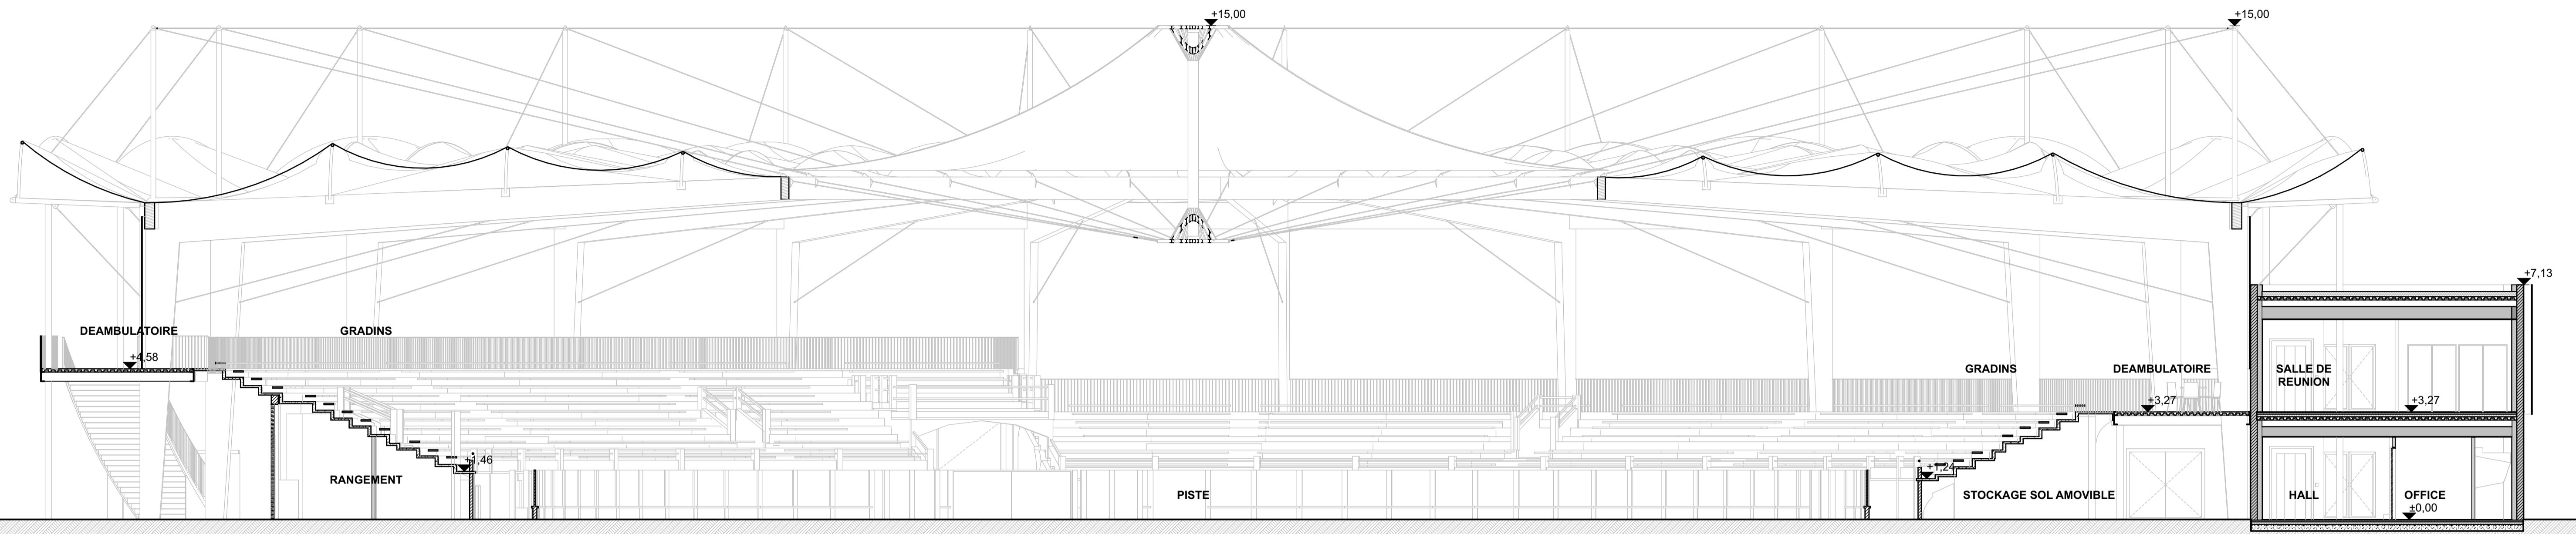 +15,00
+15,00
+7,13
DEAMBULATOIRE
GRADINS
+4,58
GRADINS
DEAMBULATOIRE
SALLE DE
REUNION
+3,27
+3,27
+1,46
+1,24
RANGEMENT
PISTE
STOCKAGE SOL AMOVIBLE
HALL
OFFICE
±0,00